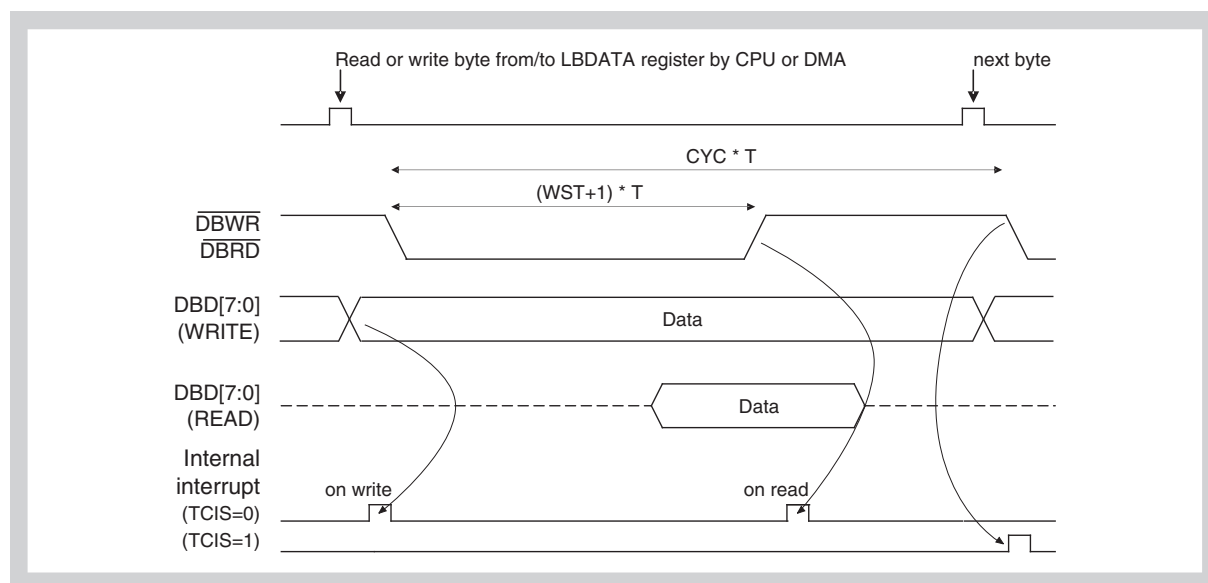 Read or write byte from/to LBDATA register by CPU or DMA
next byte
CYC * T
(WST+1) * T
DBWR
DBRD
DBD[7:0]
(WRITE)
Data
DBD[7:0]
(READ)
Data
Internal
interrupt
on write
on read
(TCIS=0)
(TCIS=1)